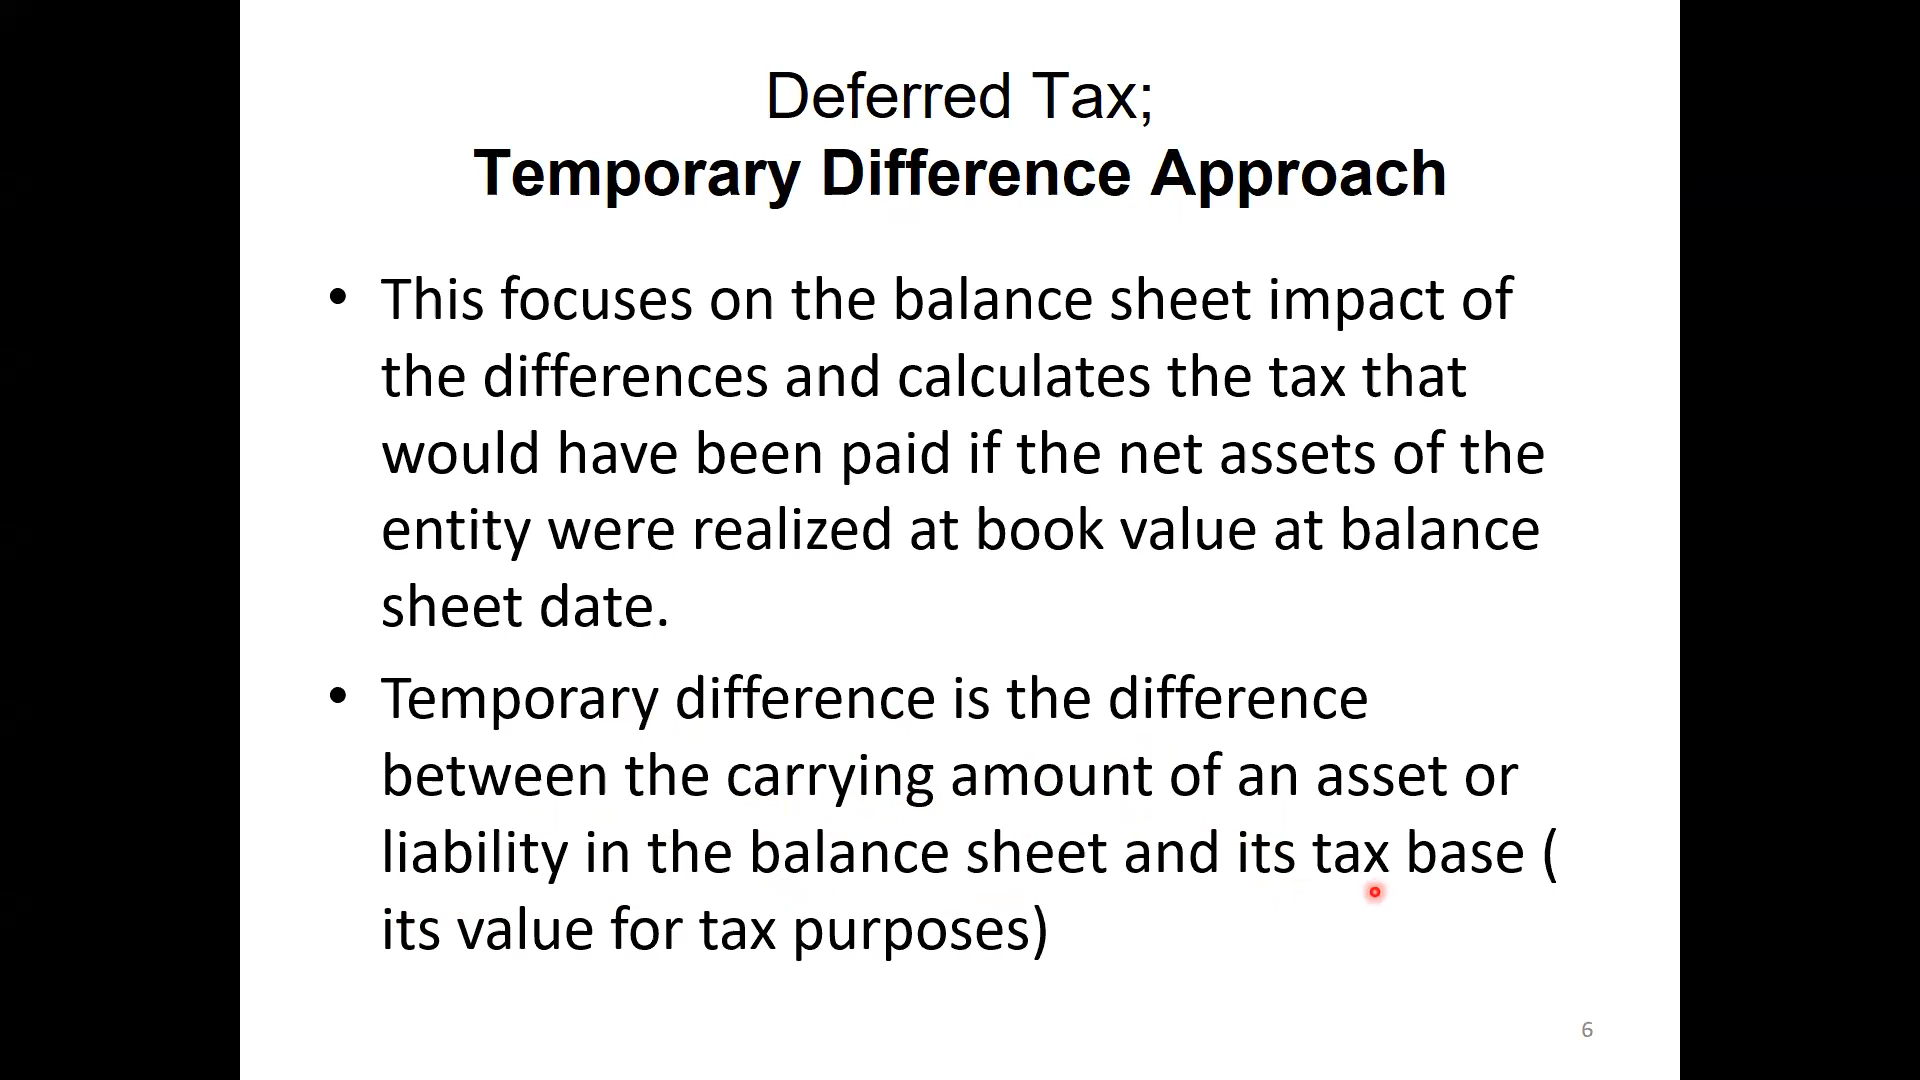 Deferred Tax;
Temporary Difference Approach
• This focuses on the balance sheet impact of
the differences and calculates the tax that
would have been paid if the net assets of the
entity were realized at book value at balance
sheet date.
• Temporary difference is the difference
between the carrying amount of an asset or
liability in the balance sheet and its tax base (
its value for tax purposes)
6